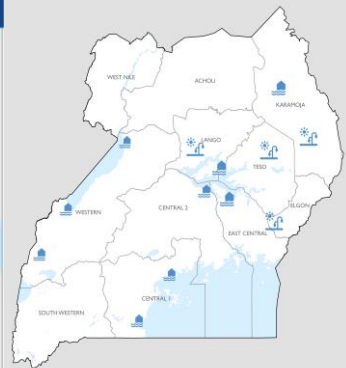 WEST NILE
ACHOLI
KARAMOJA
LANGO
TESO
WESTERN
CENTRAL 2
ELGON
EAST CENTRAL
CENTRAL 1
SOUTH WESTERN